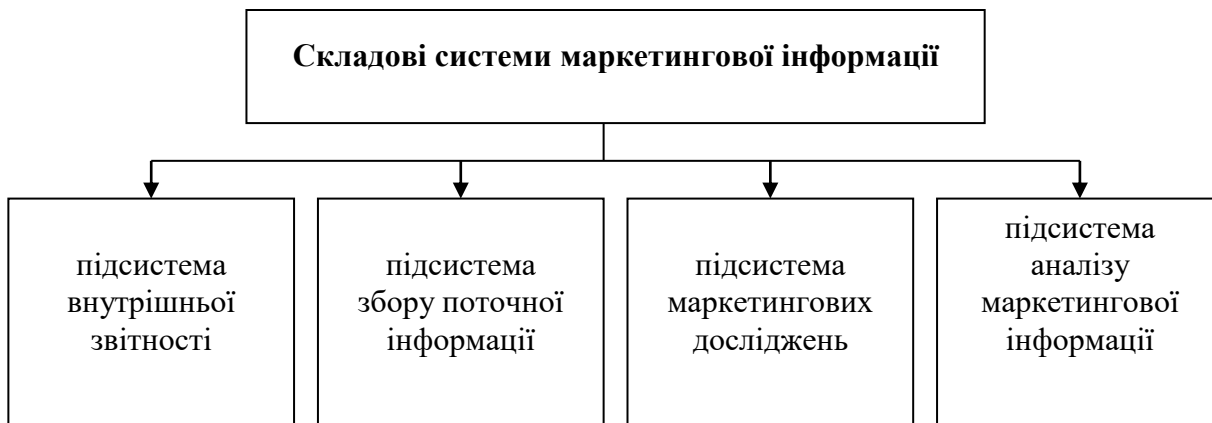 Складові системи маркетингової інформації
підсистема
внутрішньої
звітності
підсистема
збору поточної
інформації
підсистема
маркетингових
досліджень
підсистема
аналізу
маркетингової
інформації